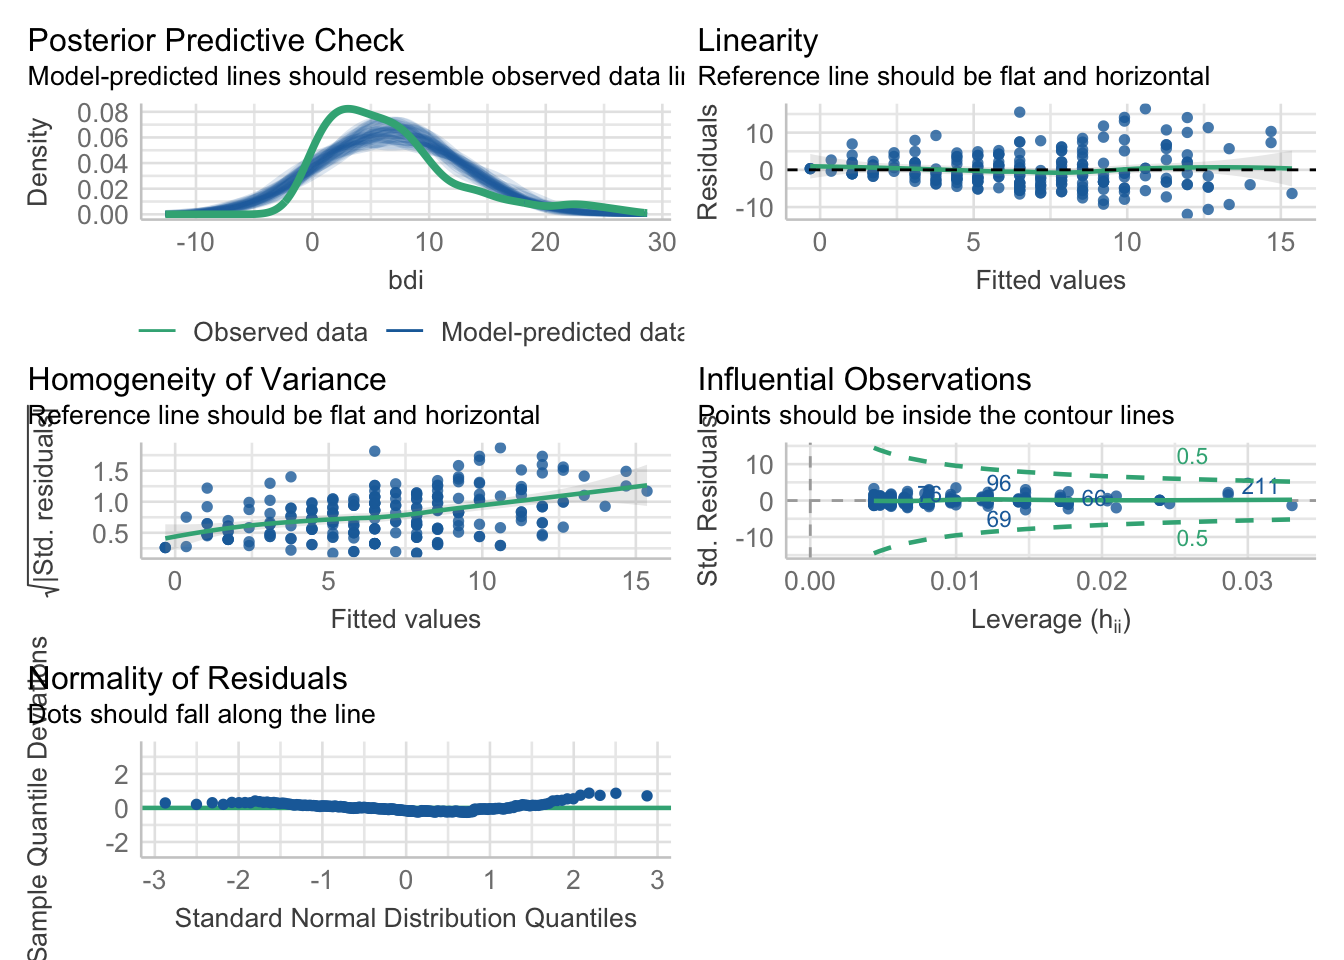 Posterior Predictive Check
Model-predicted lines should resemble observed data li
Density
0.08
0.06
0.04
0.02
0.00
-10 0 10 20 30
bdi
Observed data Model-predicted data
Linearity
Reference line should be flat and horizontal
Residuals
10
0
-10
0 5 10 15
Fitted values
Homogeneity of Variance
Reference line should be flat and horizontal
√|Std. residuals|
1.5
1.0
0.5
0 5 10 15
Fitted values
Influential Observations
Points should be inside the contour lines
Std. Residuals
10
0
-10
0.5
76 96 66 211
69
0.5
0.00 0.01 0.02 0.03
Leverage (hii)
Normality of Residuals
Dots should fall along the line
Sample Quantile Deviations
2
0
-2
-3 -2 -1 0 1 2 3
Standard Normal Distribution Quantiles